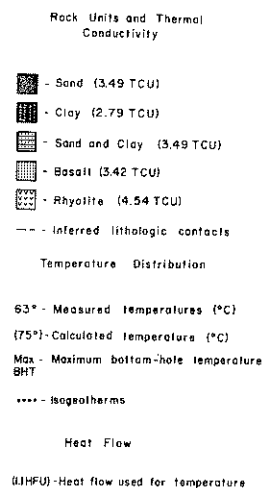 Rock Units and Thermal
Conductivity
- Sand (3.49 TCU)
- Clay (2.79 TCU)
- Sand and Clay (3.49 TCU)
- Basalt (3.42 TCU)
- Rhyolite (4.54 TCU)
--- - Inferred lithologic contacts
Temperature Distribution
63° - Measured temperatures (°C)
(75°)-Calculated temperature (°C)
Max - Maximum bottom-hole temperature
BHT
•••• - Isogeotherms
Heat Flow
(1.1HFU)-Heat flow used for temperature